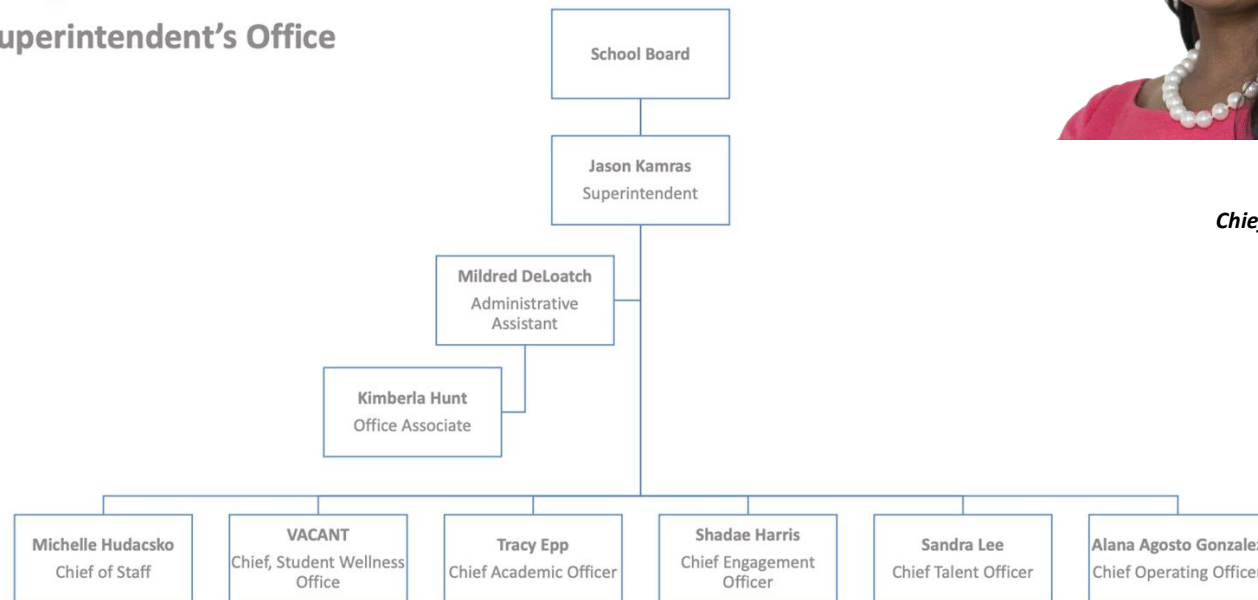 uperintendent's Office
School Board
Jason Kamras
Superintendent
Chief
Mildred DeLoatch
Administrative
Assistant
Kimberla Hunt
Office Associate
Michelle Hudacsko
Chief of Staff
VACANT
Chief, Student Wellness
Office
Tracy Epp
Chief Academic Officer
Shadae Harris
Chief Engagement
Officer
Sandra Lee
Chief Talent Officer
Alana Agosto Gonzalez
Chief Operating Officer